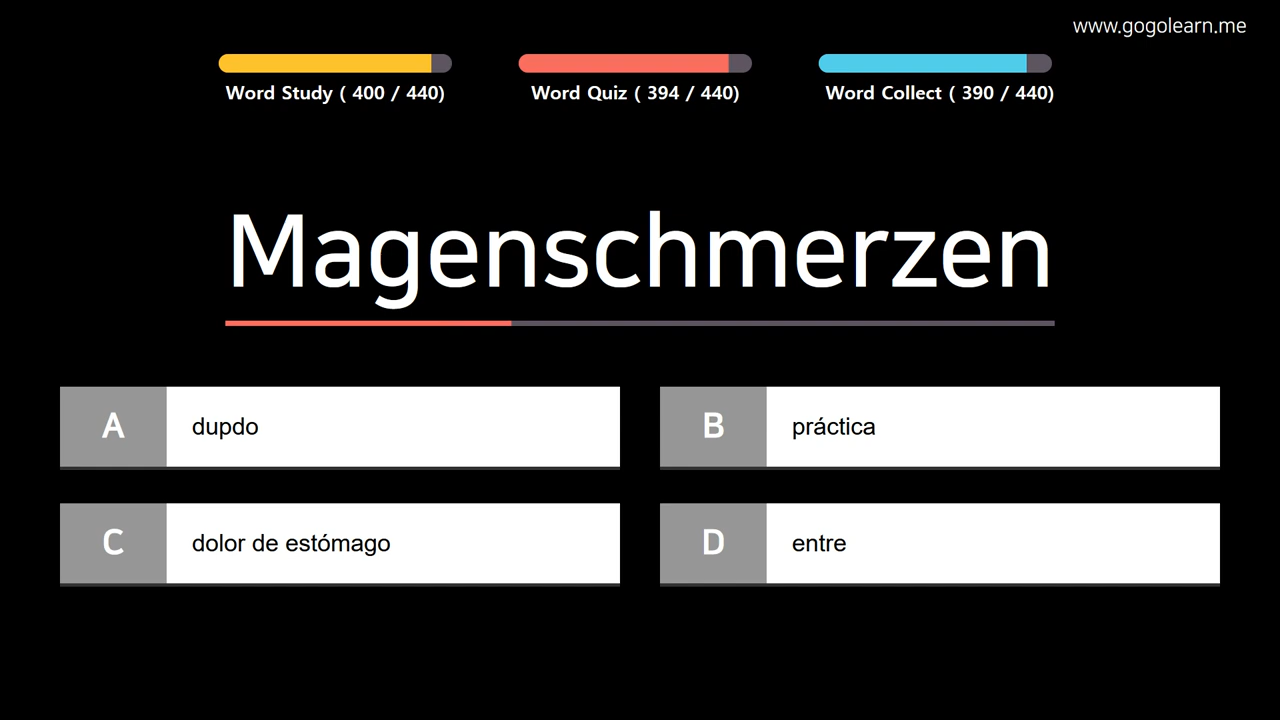 www.gogolearn.me
Word Study ( 400 / 440)
Word Quiz ( 394 / 440)
Word Collect ( 390 / 440)
Magenschmerzen
A dupdo
B práctica
C dolor de estómago
D entre